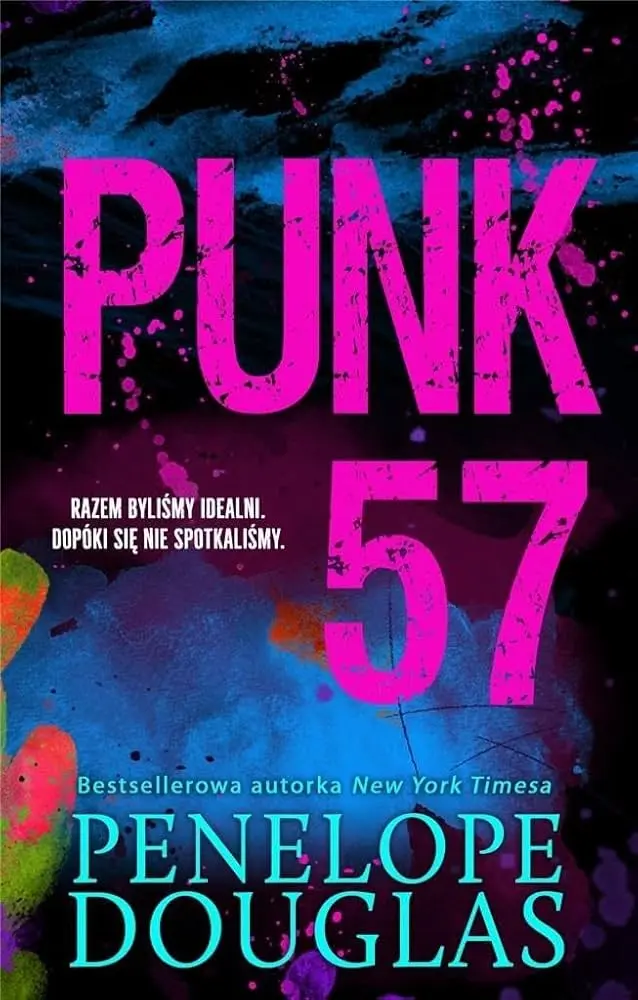 PUNK
57
RAZEM BYLIŚMY IDEALNI.
DOPÓKI SIĘ NIE SPOTKALIŚMY.
Bestsellerowa autorka New York Timesa
PENELOPE
DOUGLAS